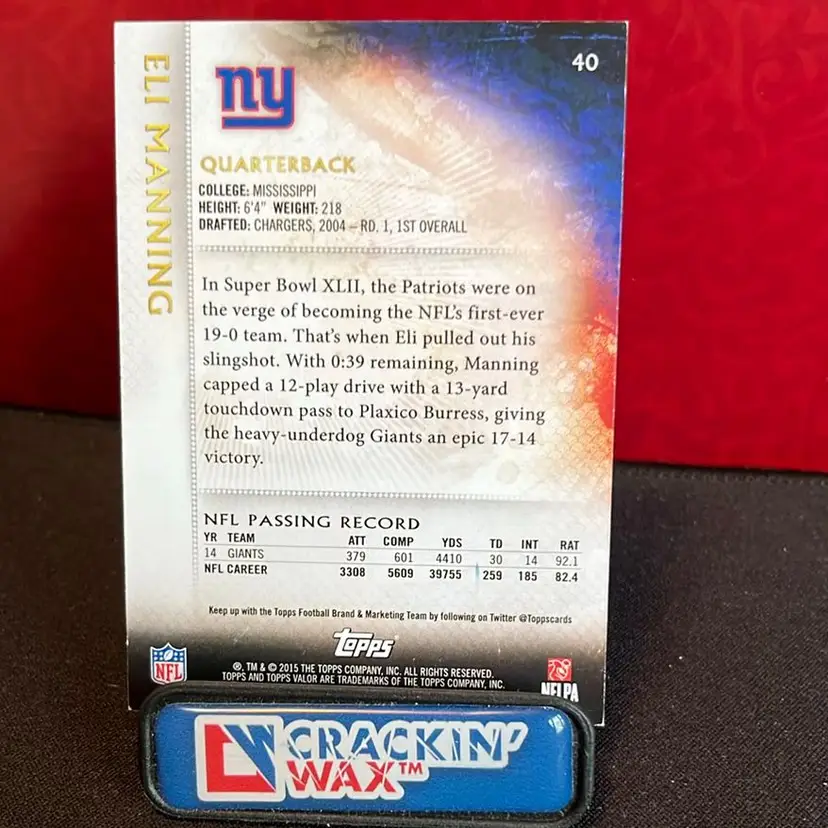 ELI MANNING
ny
40
QUARTERBACK
COLLEGE: MISSISSIPPI
HEIGHT: 6'4" WEIGHT: 218
DRAFTED: CHARGERS, 2004 – RD. 1, 1ST OVERALL
In Super Bowl XLII, the Patriots were on
the verge of becoming the NFL's first-ever
19-0 team. That's when Eli pulled out his
slingshot. With 0:39 remaining, Manning
capped a 12-play drive with a 13-yard
touchdown pass to Plaxico Burress, giving
the heavy-underdog Giants an epic 17-14
victory.
NFL PASSING RECORD
YR TEAM ATT COMP YDS TD INT RAT
14 GIANTS 379 601 4410 30 14 92.1
NFL CAREER 3308 5609 39755 259 185 82.4
Keep up with the Topps Football Brand & Marketing Team by following on Twitter @Toppscards
Topps
NFL
®, TM & © 2015 THE TOPPS COMPANY, INC. ALL RIGHTS RESERVED.
TOPPS AND TOPPS VALOR ARE TRADEMARKS OF THE TOPPS COMPANY, INC.
NFLPA
CRACKIN'
WAX™